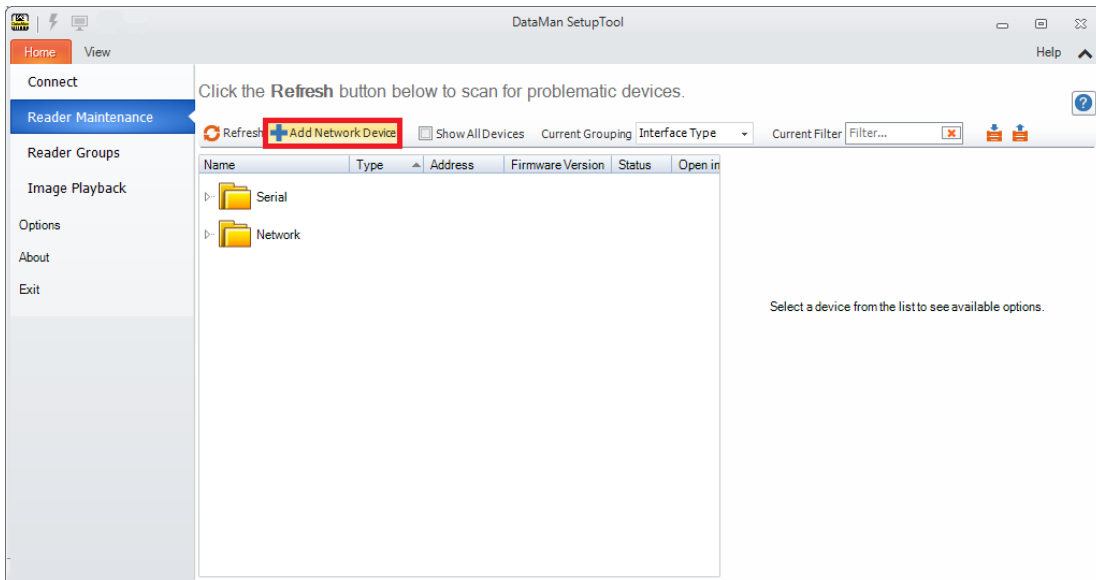 DataMan SetupTool
Home View Help
Connect
Reader Maintenance
Reader Groups
Image Playback
Options
About
Exit
Click the Refresh button below to scan for problematic devices.
Refresh Add Network Device Show All Devices Current Grouping Interface Type Current Filter Filter...
Name Type Address Firmware Version Status Open in
Serial
Network
Select a device from the list to see available options.